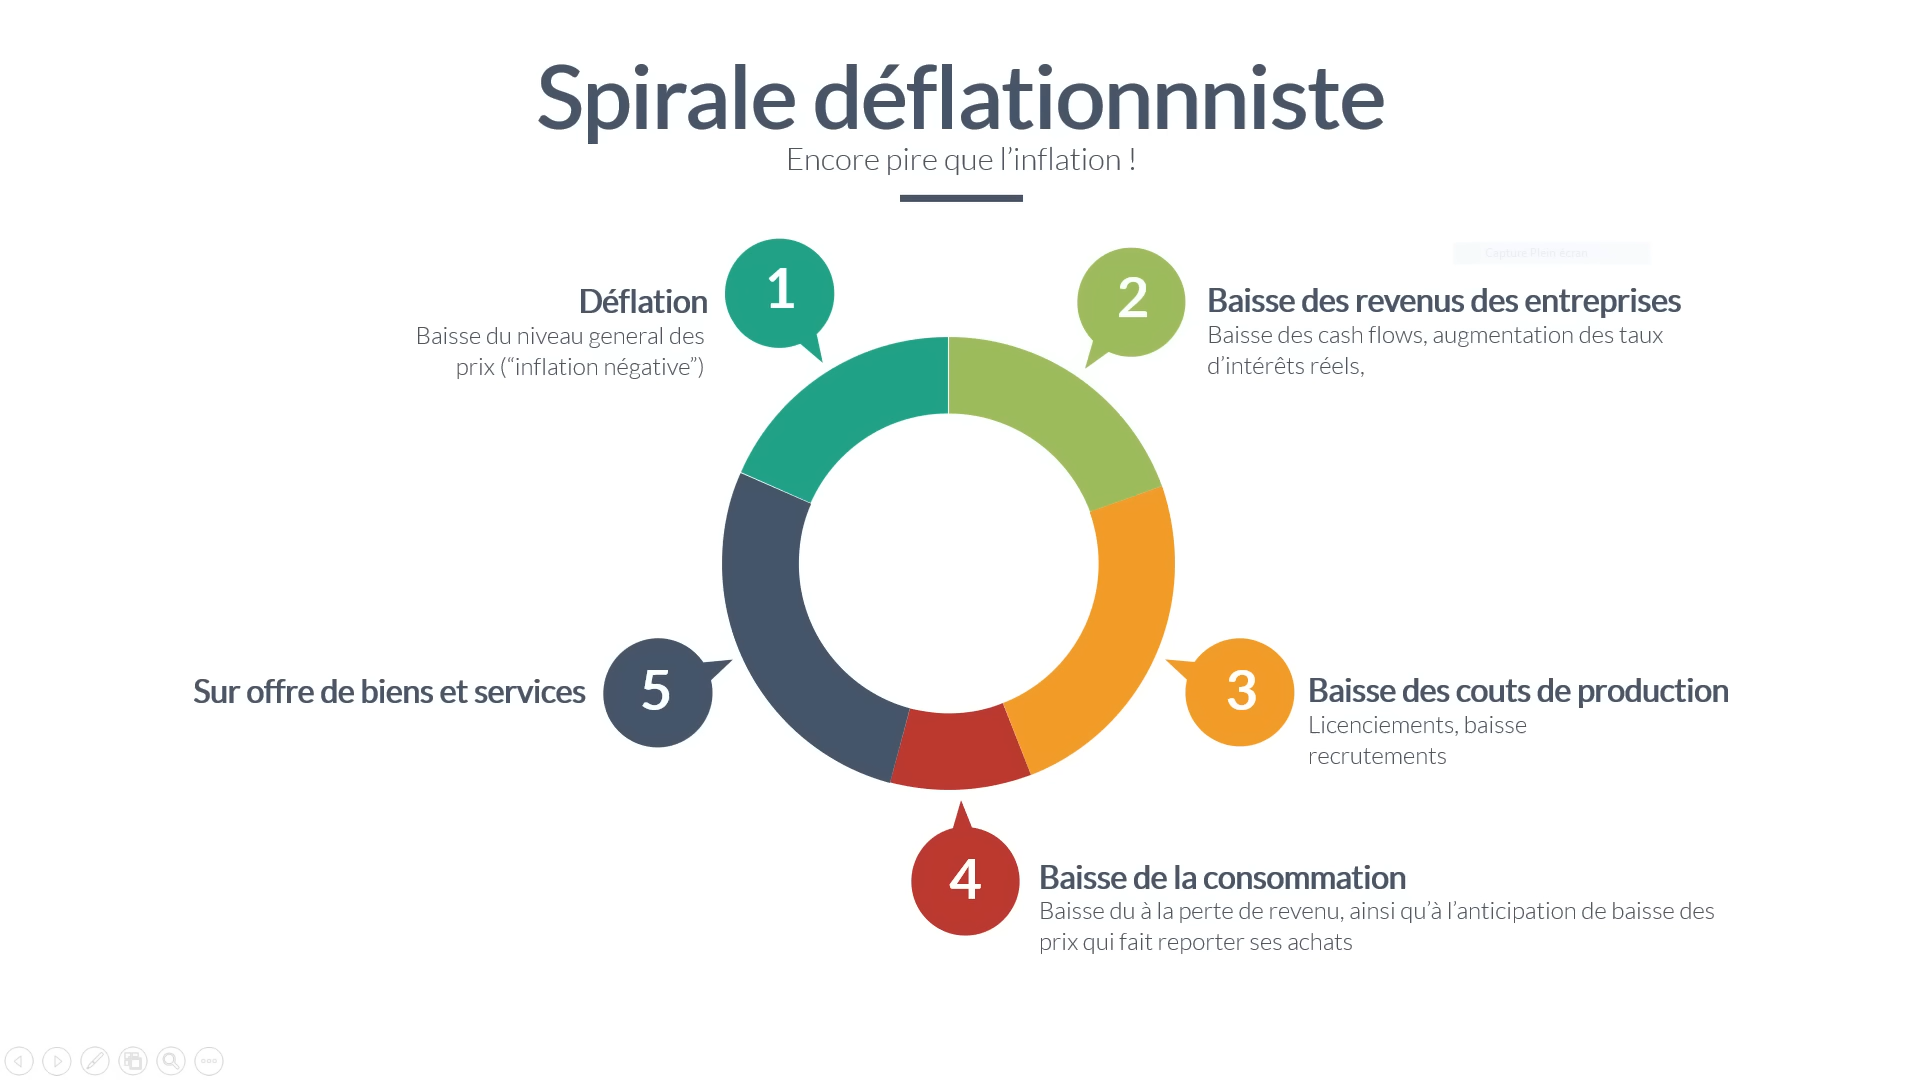 Spirale déflationnniste
Encore pire que l’inflation !
Capture Plein écran
1
Déflation
Baisse du niveau general des
prix (“inflation négative”)
2
Baisse des revenus des entreprises
Baisse des cash flows, augmentation des taux
d’intérêts réels,
3
Baisse des couts de production
Licenciements, baisse
recrutements
4
Baisse de la consommation
Baisse du à la perte de revenu, ainsi qu’à l’anticipation de baisse des
prix qui fait reporter ses achats
5
Sur offre de biens et services